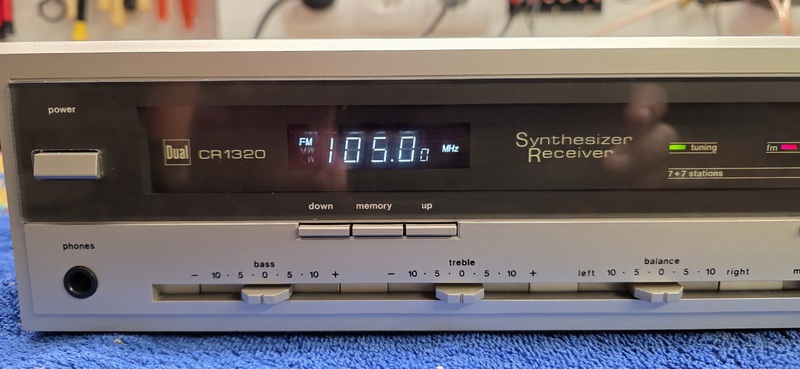 power
Dual CR1320
FM
MW
LW
105.00 MHz
Synthesizer
Receiver
tuning
fm
7+7 stations
down memory up
phones
bass
treble
balance
− 10 · 5 · 0 · 5 · 10 +
− 10 · 5 · 0 · 5 · 10 +
left 10 · 5 · 0 · 5 · 10 right